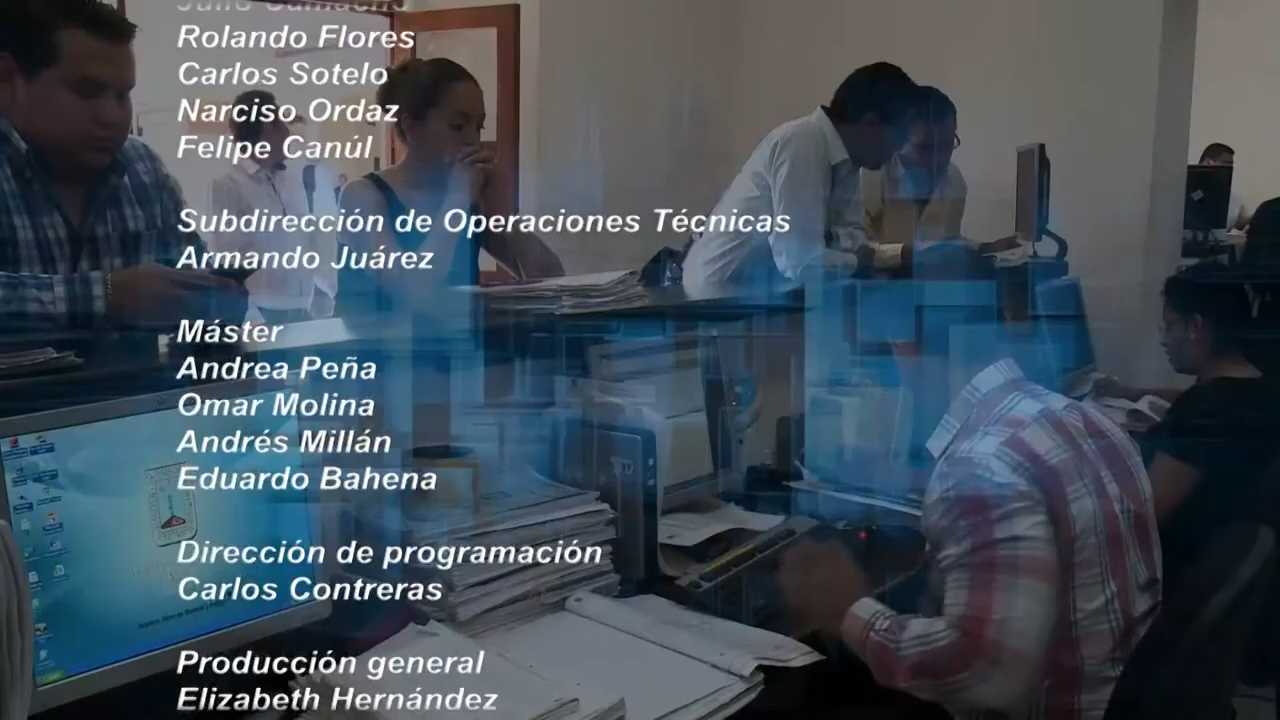 Rolando Flores
Carlos Sotelo
Narciso Ordaz
Felipe Canúl
Subdirección de Operaciones Técnicas
Armando Juárez
Máster
Andrea Peña
Omar Molina
Andrés Millán
Eduardo Bahena
Dirección de programación
Carlos Contreras
Producción general
Elizabeth Hernández